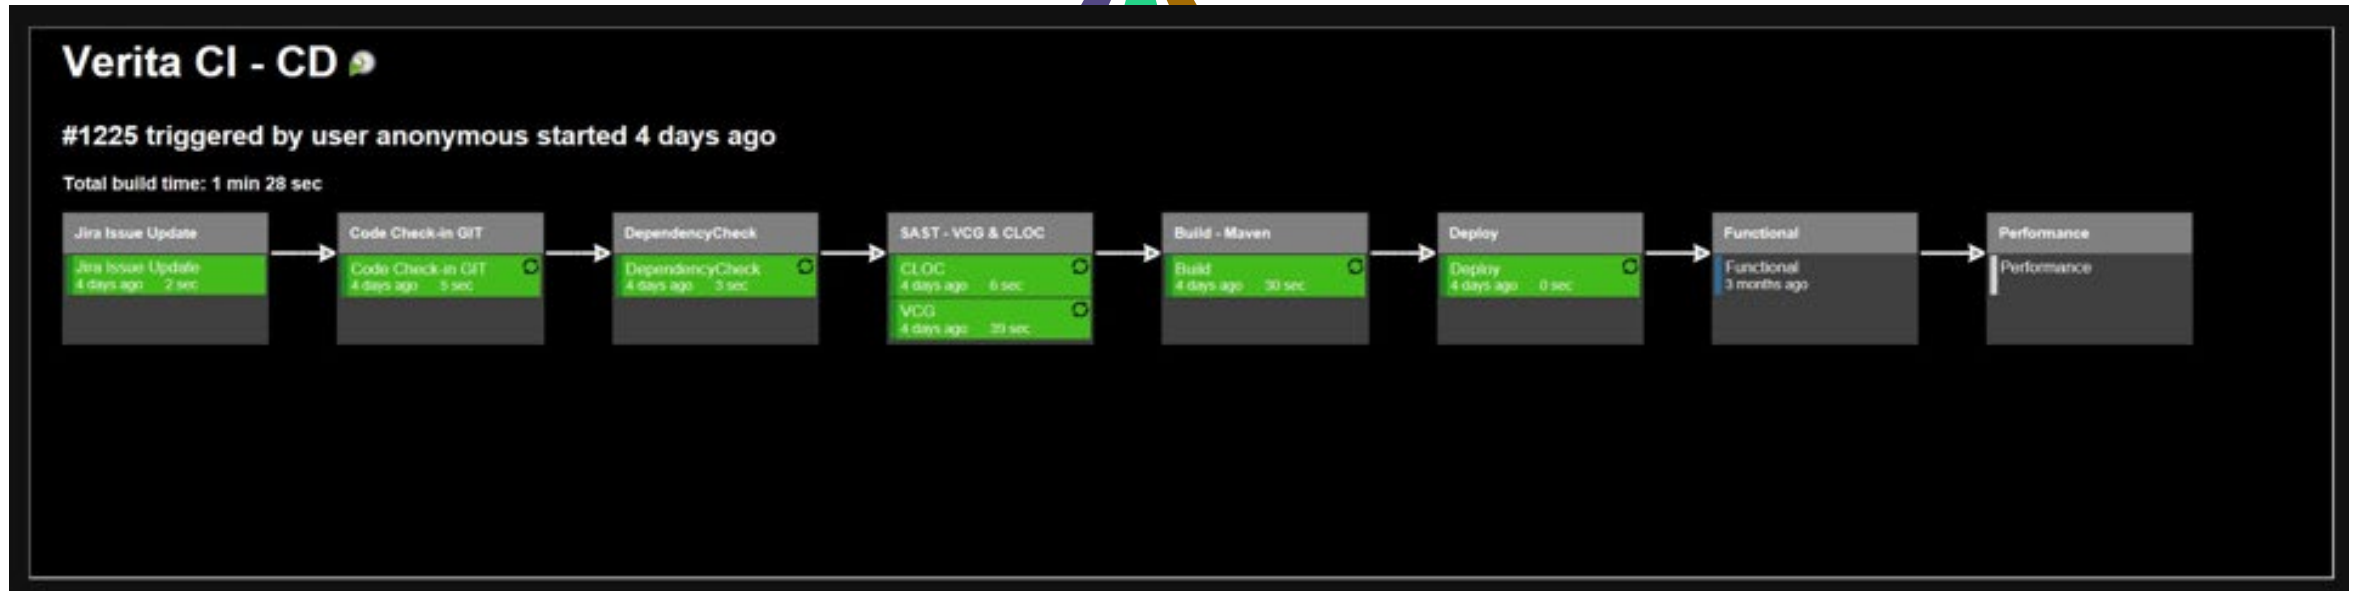 Verita CI - CD
#1225 triggered by user anonymous started 4 days ago
Total build time: 1 min 28 sec
Jira Issue Update
Jira Issue Update
4 days ago 2 sec
Code Check-in GIT
Code Check-in GIT
4 days ago 5 sec
DependencyCheck
DependencyCheck
4 days ago 3 sec
SAST - VCG & CLOC
CLOC
4 days ago 6 sec
VCG
4 days ago 39 sec
Build - Maven
Build
4 days ago 30 sec
Deploy
Deploy
4 days ago 0 sec
Functional
Functional
3 months ago
Performance
Performance